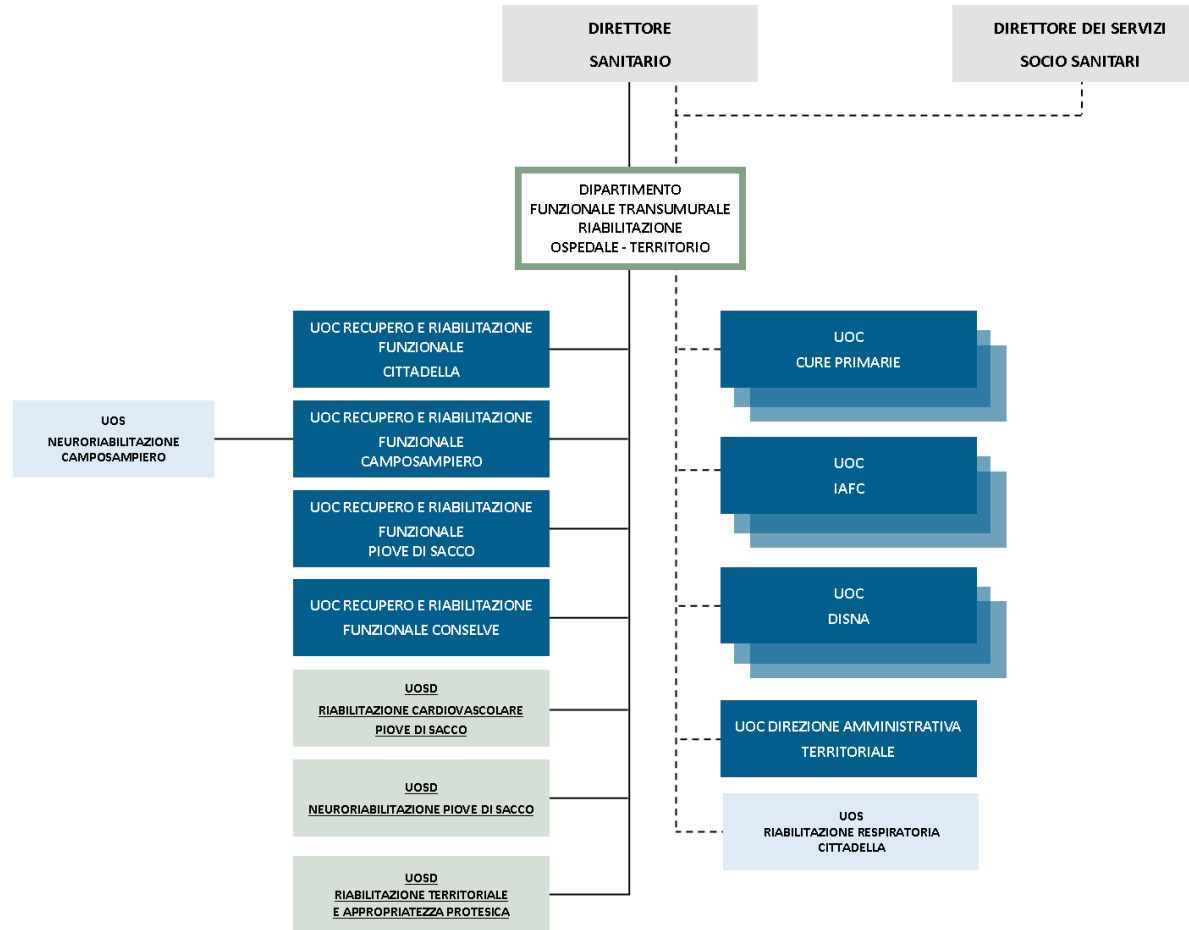 DIRETTORE
SANITARIO
DIRETTORE DEI SERVIZI
SOCIO SANITARI
DIPARTIMENTO
FUNZIONALE TRANSUMURALE
RIABILITAZIONE
OSPEDALE - TERRITORIO
UOC RECUPERO E RIABILITAZIONE
FUNZIONALE
CITTADELLA
UOS
NEURORIABILITAZIONE
CAMPOSAMPIERO
UOC RECUPERO E RIABILITAZIONE
FUNZIONALE
CAMPOSAMPIERO
UOC RECUPERO E RIABILITAZIONE
FUNZIONALE
PIOVE DI SACCO
UOC RECUPERO E RIABILITAZIONE
FUNZIONALE CONSELVE
UOSD
RIABILITAZIONE CARDIOVASCOLARE
PIOVE DI SACCO
UOSD
NEURORIABILITAZIONE PIOVE DI SACCO
UOSD
RIABILITAZIONE TERRITORIALE
E APPROPRIATEZZA PROTESICA
UOC
CURE PRIMARIE
UOC
IAFC
UOC
DISNA
UOC DIREZIONE AMMINISTRATIVA
TERRITORIALE
UOS
RIABILITAZIONE RESPIRATORIA
CITTADELLA